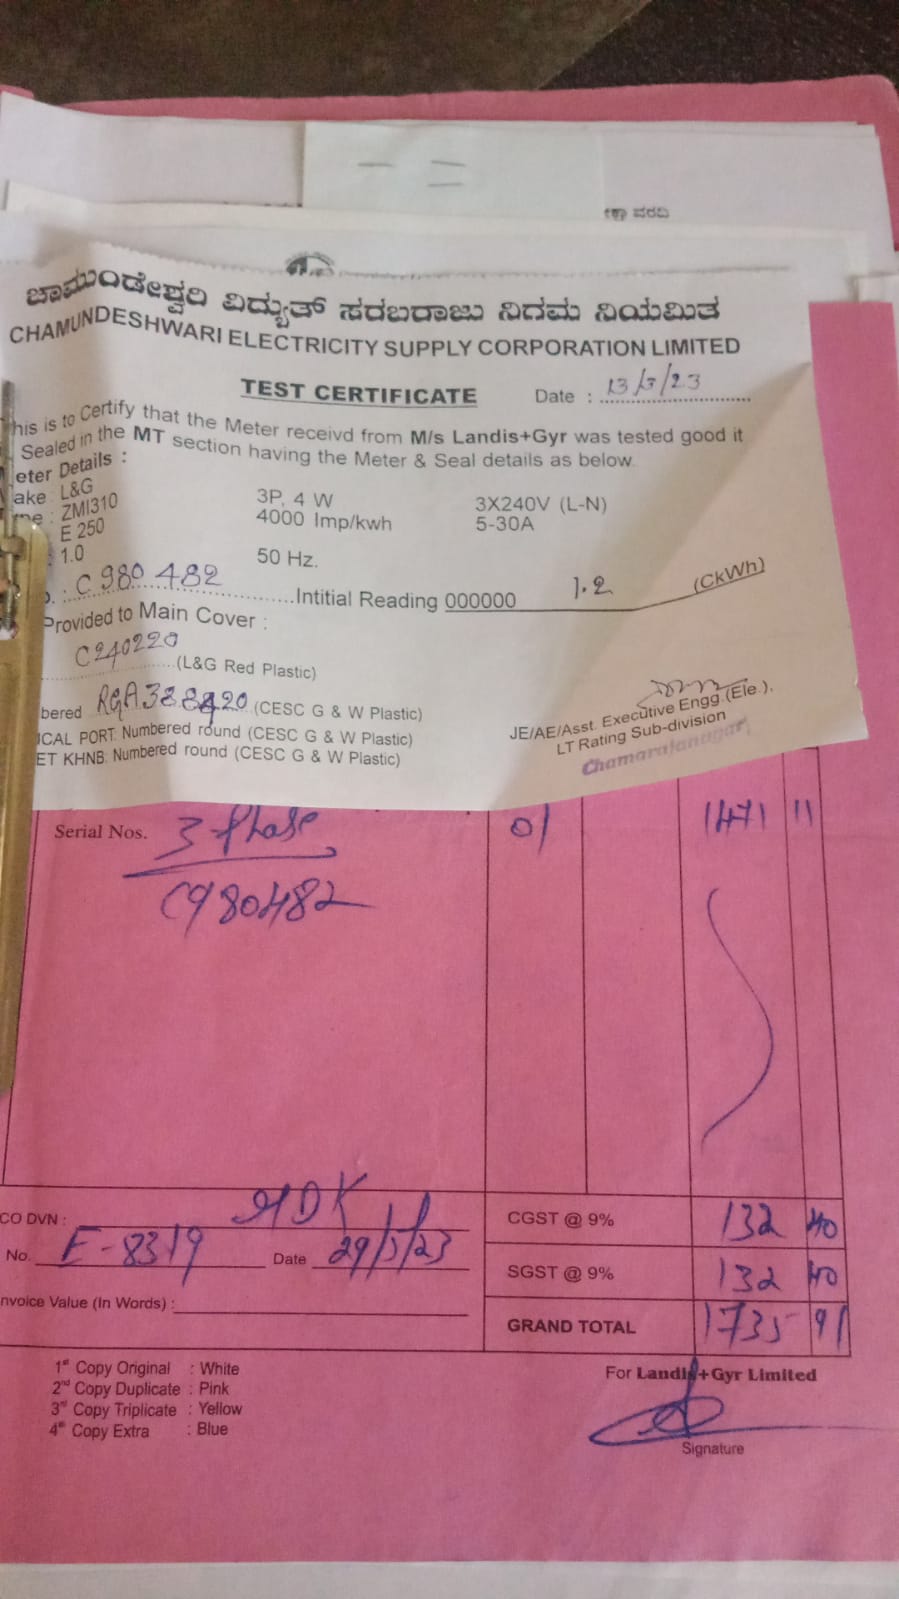 ಚಾಮುಂಡೇಶ್ವರಿ ವಿದ್ಯುತ್ ಸರಬರಾಜು ನಿಗಮ ನಿಯಮಿತ
CHAMUNDESHWARI ELECTRICITY SUPPLY CORPORATION LIMITED
TEST CERTIFICATE Date : 13/3/23
his is to Certify that the Meter receivd from M/s Landis+Gyr was tested good it
Sealed in the MT section having the Meter & Seal details as below.
eter Details :
ake : L&G 3P, 4 W 3X240V (L-N)
: ZMI310 4000 Imp/kwh 5-30A
E 250
: 1.0 50 Hz.
. : C 980 482 Intitial Reading 000000 1.2 (CkWh)
Provided to Main Cover :
C240220 (L&G Red Plastic)
bered (CESC G & W Plastic)
ICAL PORT: Numbered round (CESC G & W Plastic)
ET KHNB: Numbered round (CESC G & W Plastic)
JE/AE/Asst. Executive Engg.(Ele.),
LT Rating Sub-division
Chamarajanagar
Serial Nos. 3 Phase 01 1471 11
C980482
CO DVN : CGST @ 9% 132 40
No. E-8319 Date 29/5/23
SGST @ 9% 132 40
nvoice Value (In Words) :
GRAND TOTAL 1735 91
1st Copy Original : White
2nd Copy Duplicate : Pink
3rd Copy Triplicate : Yellow
4th Copy Extra : Blue
For Landis+Gyr Limited
Signature